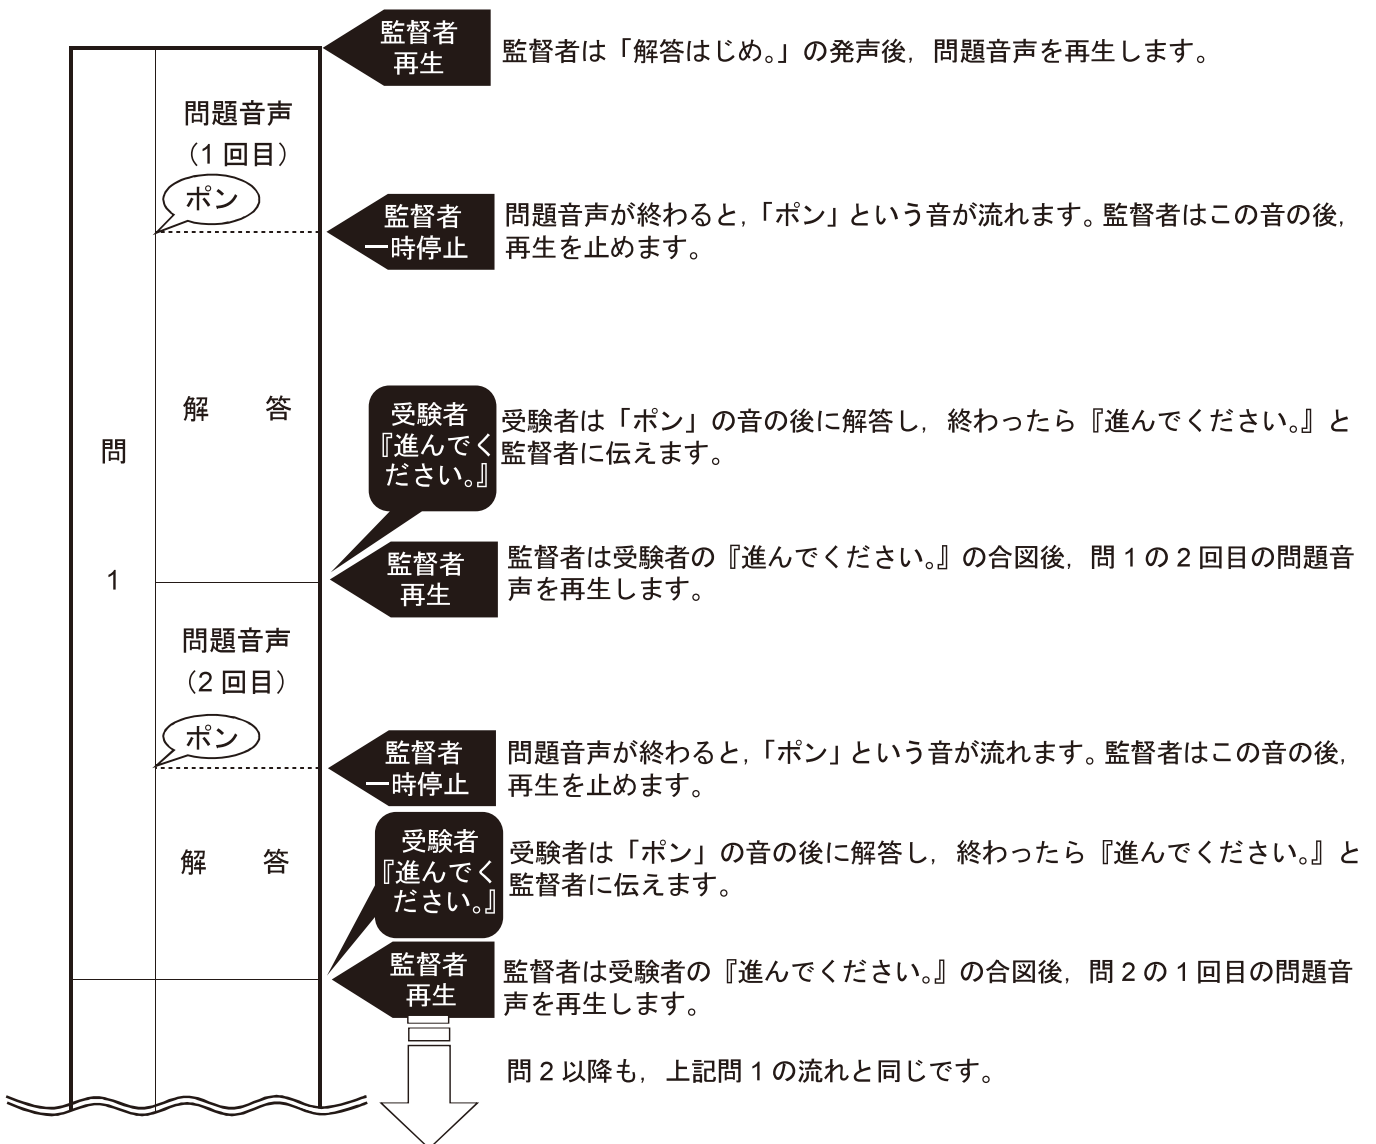 監督者
再生
監督者は「解答はじめ。」の発声後，問題音声を再生します。
問題音声
（1回目）
ポン
監督者
一時停止
問題音声が終わると，「ポン」という音が流れます。監督者はこの音の後，
再生を止めます。
解　答
受験者
『進んでく
ださい。』
受験者は「ポン」の音の後に解答し，終わったら『進んでください。』と
監督者に伝えます。
問
1
監督者
再生
監督者は受験者の『進んでください。』の合図後，問1の2回目の問題音
声を再生します。
問題音声
（2回目）
ポン
監督者
一時停止
問題音声が終わると，「ポン」という音が流れます。監督者はこの音の後，
再生を止めます。
解　答
受験者
『進んでく
ださい。』
受験者は「ポン」の音の後に解答し，終わったら『進んでください。』と
監督者に伝えます。
監督者
再生
監督者は受験者の『進んでください。』の合図後，問2の1回目の問題音
声を再生します。
問2以降も，上記問1の流れと同じです。